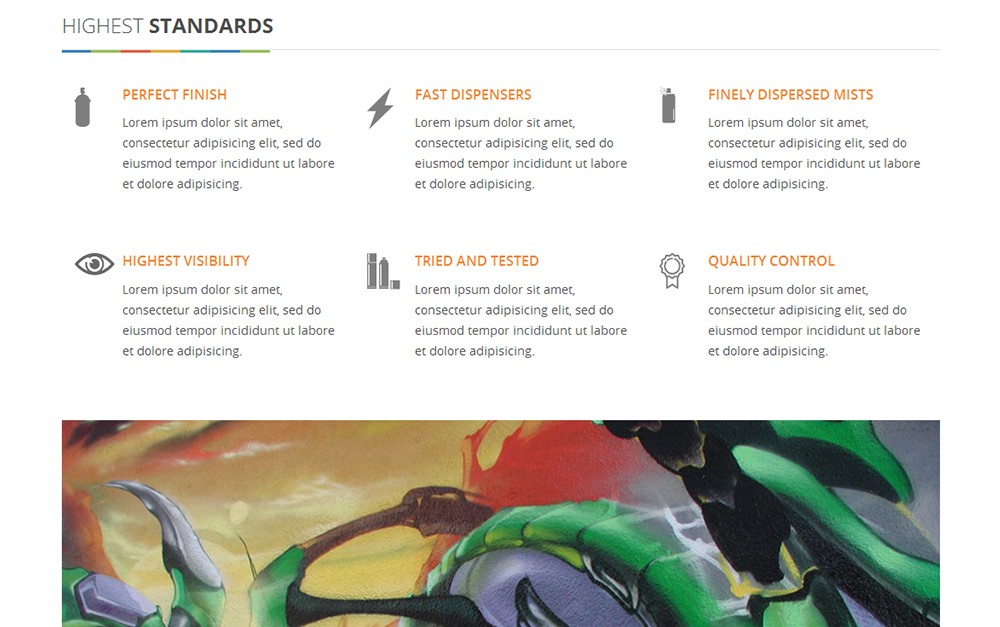 HIGHEST STANDARDS
PERFECT FINISH
Lorem ipsum dolor sit amet,
consectetur adipisicing elit, sed do
eiusmod tempor incididunt ut labore
et dolore adipisicing.
FAST DISPENSERS
Lorem ipsum dolor sit amet,
consectetur adipisicing elit, sed do
eiusmod tempor incididunt ut labore
et dolore adipisicing.
FINELY DISPERSED MISTS
Lorem ipsum dolor sit amet,
consectetur adipisicing elit, sed do
eiusmod tempor incididunt ut labore
et dolore adipisicing.
HIGHEST VISIBILITY
Lorem ipsum dolor sit amet,
consectetur adipisicing elit, sed do
eiusmod tempor incididunt ut labore
et dolore adipisicing.
TRIED AND TESTED
Lorem ipsum dolor sit amet,
consectetur adipisicing elit, sed do
eiusmod tempor incididunt ut labore
et dolore adipisicing.
QUALITY CONTROL
Lorem ipsum dolor sit amet,
consectetur adipisicing elit, sed do
eiusmod tempor incididunt ut labore
et dolore adipisicing.